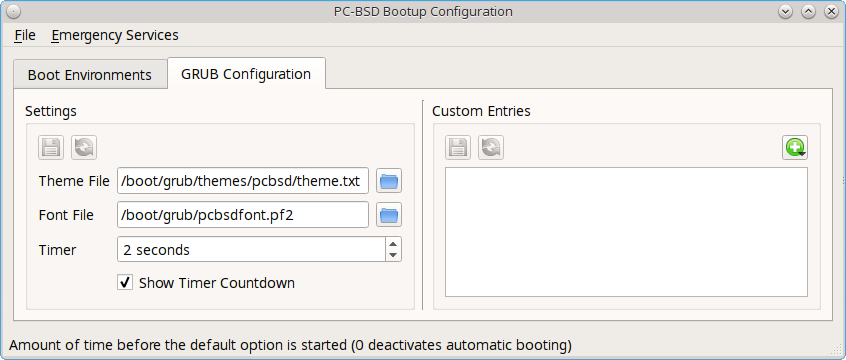 PC-BSD Bootup Configuration
File Emergency Services
Boot Environments GRUB Configuration
Settings
Theme File /boot/grub/themes/pcbsd/theme.txt
Font File /boot/grub/pcbsdfont.pf2
Timer 2 seconds
Show Timer Countdown
Custom Entries
Amount of time before the default option is started (0 deactivates automatic booting)